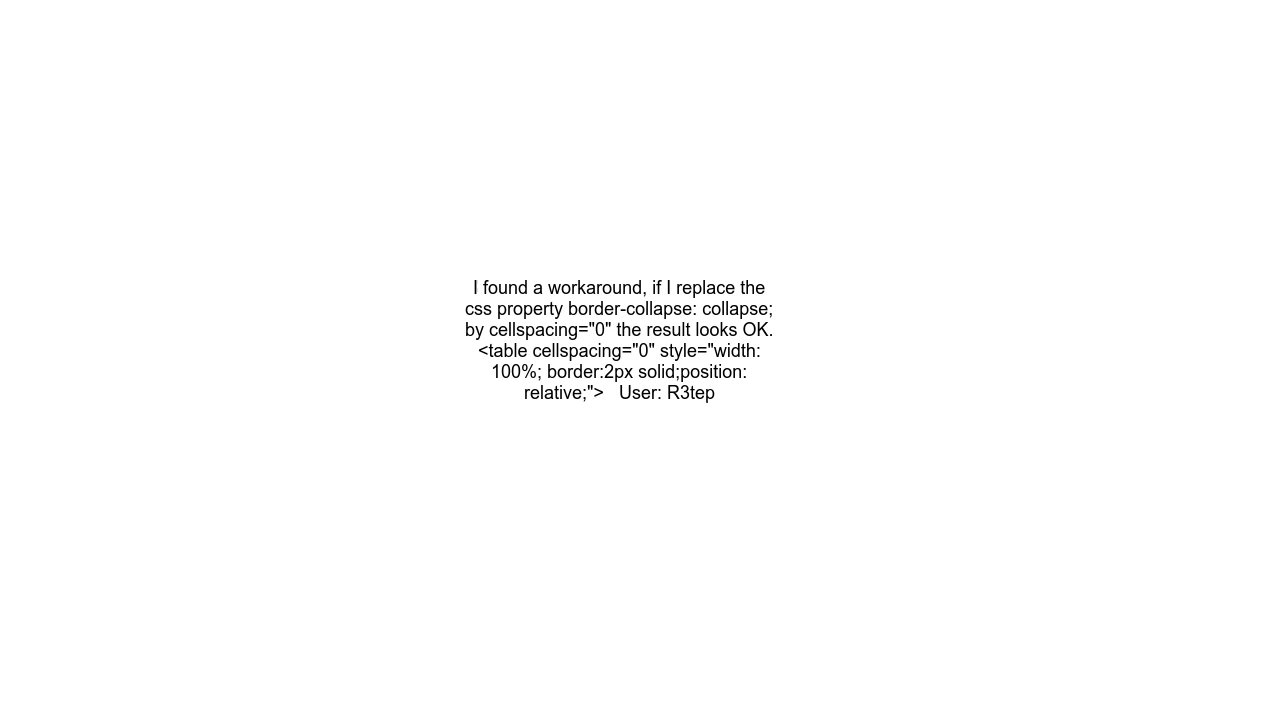 I found a workaround, if I replace the
css property border-collapse: collapse;
by cellspacing="0" the result looks OK.
<table cellspacing="0" style="width:
100%; border:2px solid;position:
relative;">   User: R3tep